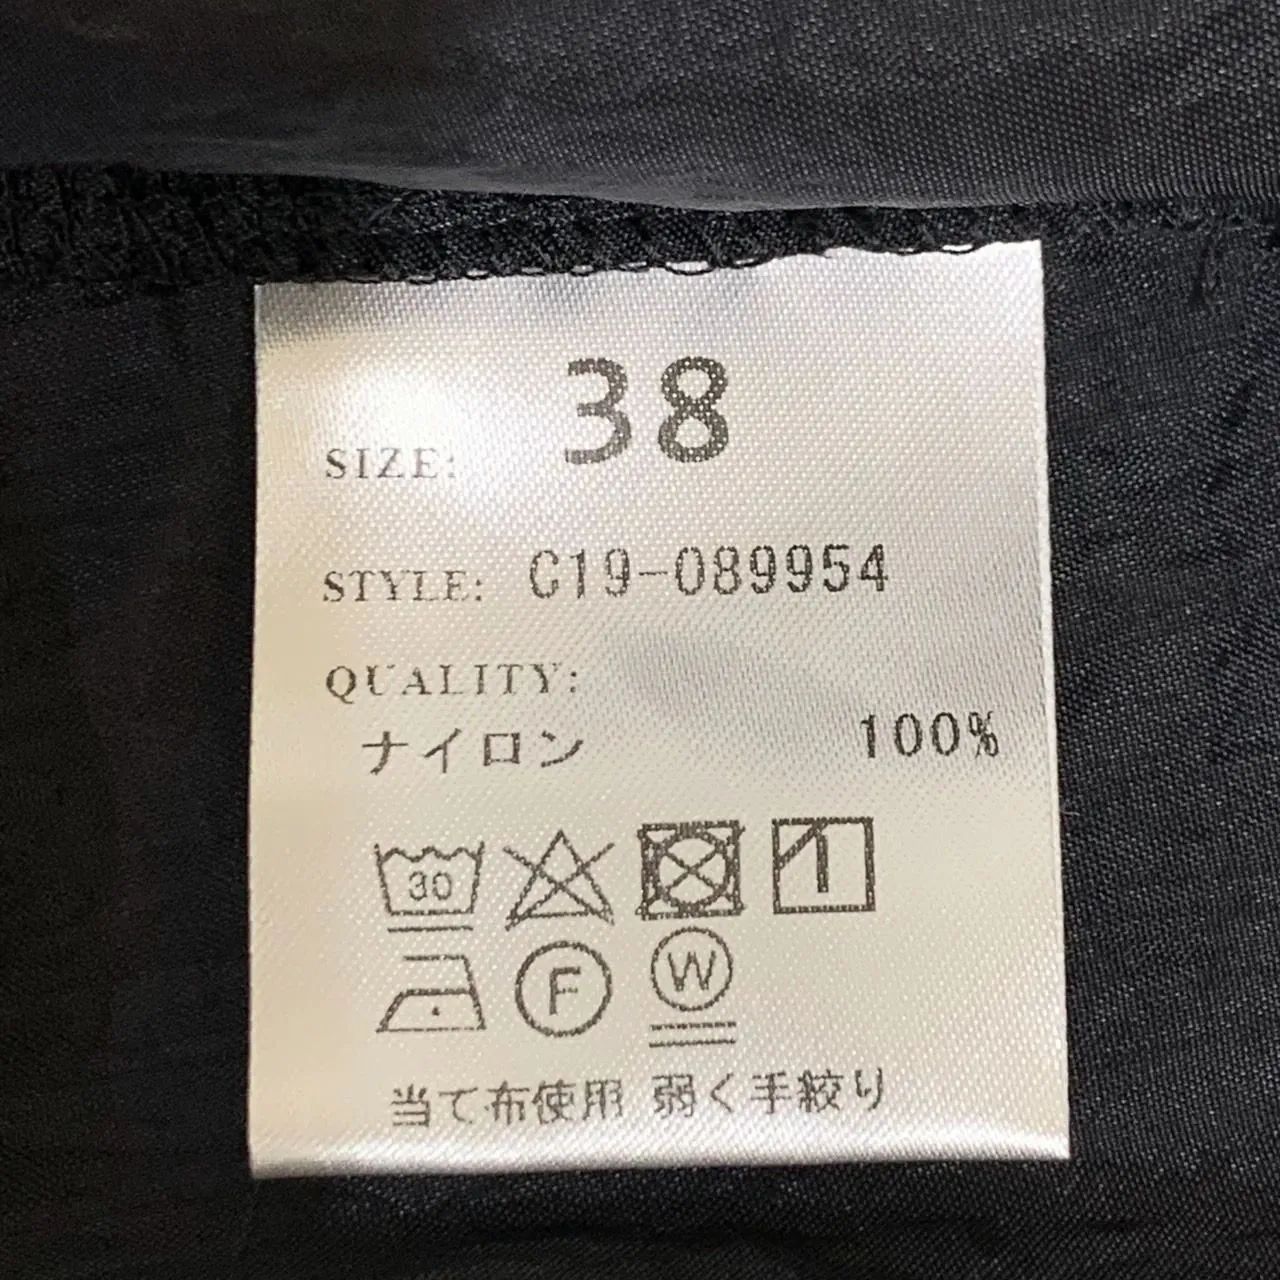 SIZE: 38
STYLE: C19-089954
QUALITY:
ナイロン 100%
30
F W
当て布使用 弱く手絞り